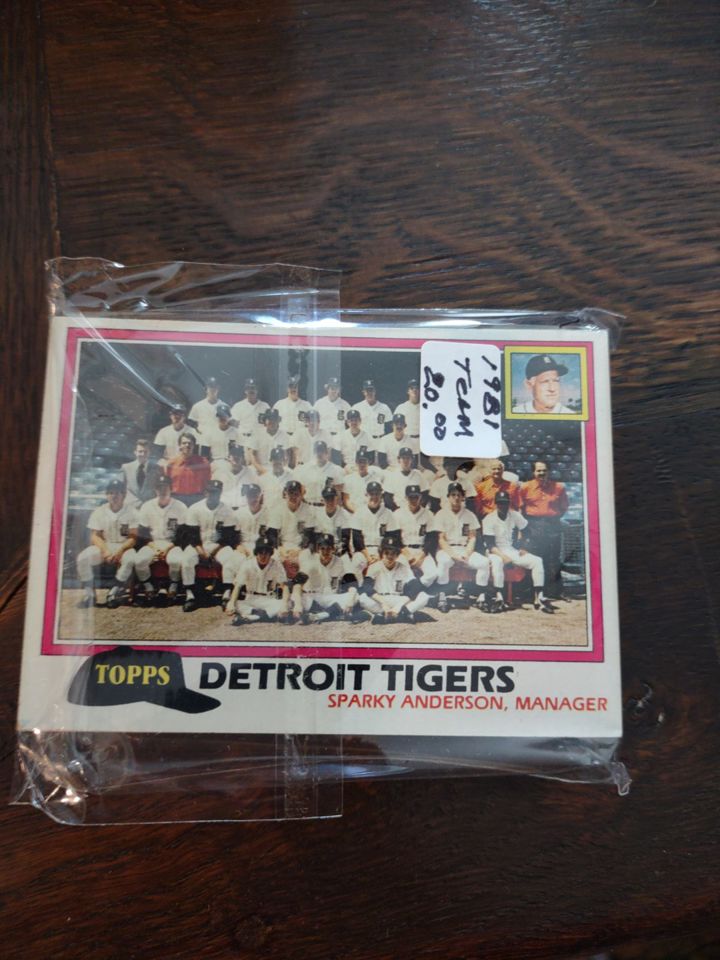 1981
TEAM
20.00
TOPPS
DETROIT TIGERS
SPARKY ANDERSON, MANAGER